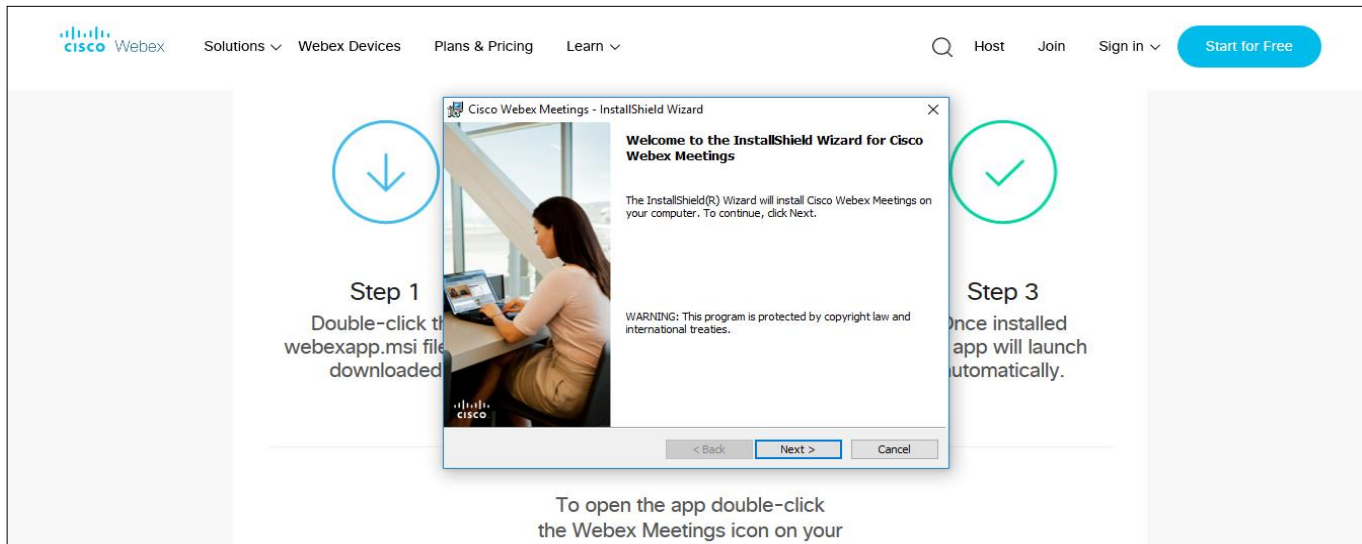 cisco Webex Solutions Webex Devices Plans & Pricing Learn Host Join Sign in Start for Free
Cisco Webex Meetings - InstallShield Wizard
Welcome to the InstallShield Wizard for Cisco
Webex Meetings
The InstallShield(R) Wizard will install Cisco Webex Meetings on
your computer. To continue, click Next.
WARNING: This program is protected by copyright law and
international treaties.
cisco
< Back Next > Cancel
Step 1
Double-click
webexapp.msi
downloaded
Step 3
installed
app will launch
To open the app double-click
the Webex Meetings icon on your